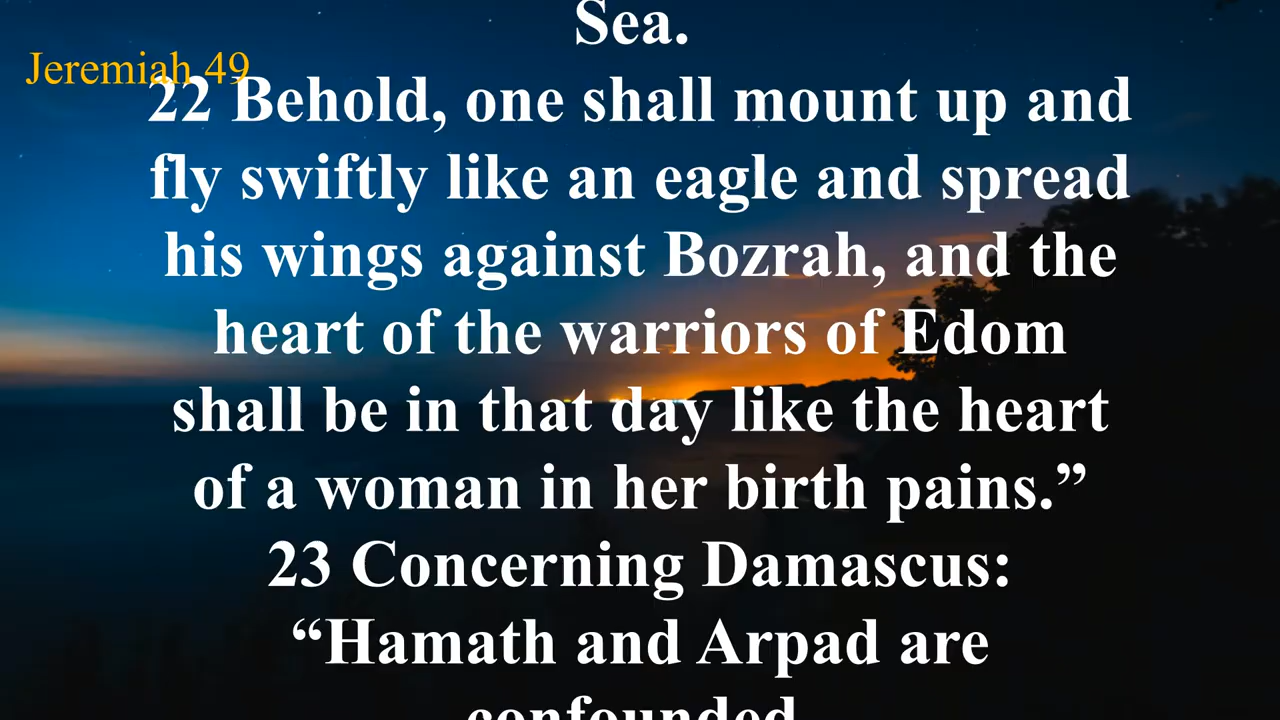 Sea.
Jeremiah 49
22 Behold, one shall mount up and
fly swiftly like an eagle and spread
his wings against Bozrah, and the
heart of the warriors of Edom
shall be in that day like the heart
of a woman in her birth pains.”
23 Concerning Damascus:
“Hamath and Arpad are
confounded